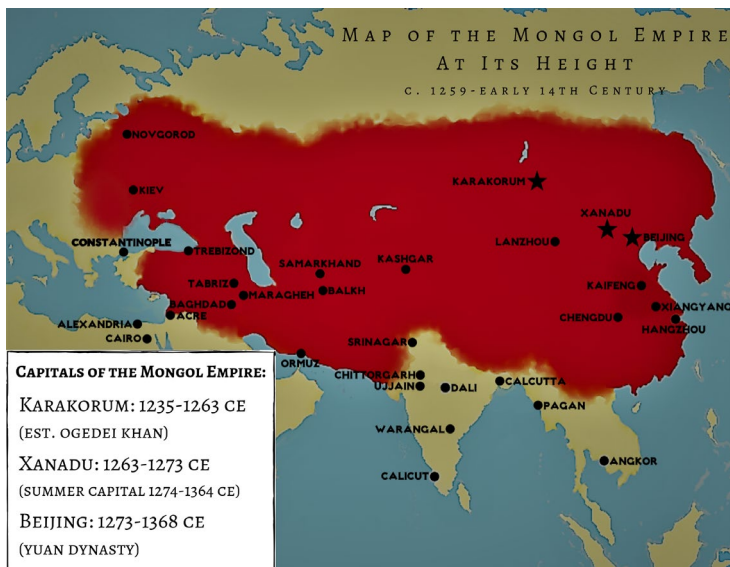 Map of the Mongol Empire
At Its Height
c. 1259-early 14th Century
Novgorod
Karakorum
Kiev
Xanadu
Constantinople
Trebizond
Lanzhou
Beijing
Samarkhand
Kashgar
Tabriz
Maragheh
Balkh
Kaifeng
Baghdad
Acre
Xiangyang
Chengdu
Hangzhou
Alexandria
Cairo
Srinagar
Ormuz
Chittorgarh
Ujjain
Dali
Calcutta
Pagan
Warangal
Angkor
Calicut
Capitals of the Mongol Empire:
Karakorum: 1235-1263 CE
(est. Ogedei Khan)
Xanadu: 1263-1273 CE
(summer capital 1274-1364 CE)
Beijing: 1273-1368 CE
(Yuan Dynasty)